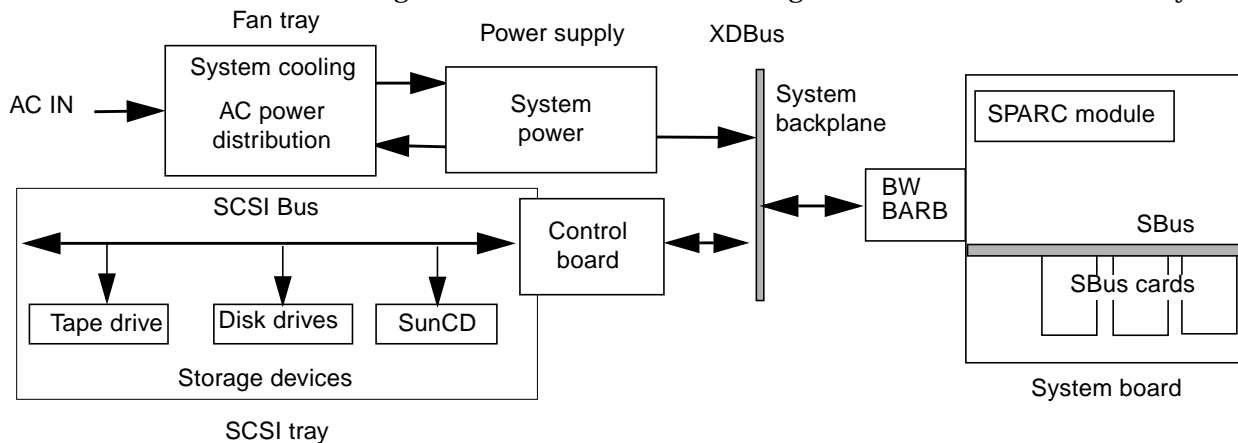 Fan tray
Power supply
XDBus
System cooling
AC IN
AC power
distribution
System
power
System
backplane
SPARC module
BW
BARB
SCSI Bus
Control
board
SBus
SBus cards
Tape drive
Disk drives
SunCD
Storage devices
System board
SCSI tray